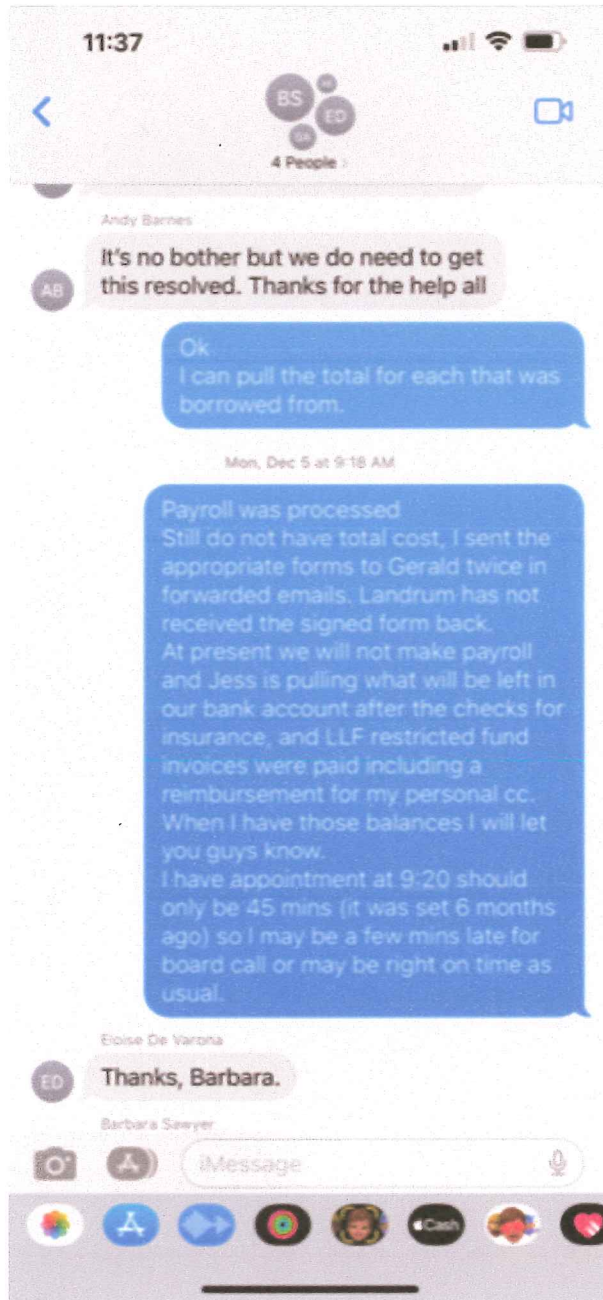 11:37
BS
ED
4 People
Andy Barnes
It's no bother but we do need to get
this resolved. Thanks for the help all
AB
Ok
I can pull the total for each that was
borrowed from.
Mon, Dec 5 at 9:18 AM
Payroll was processed
Still do not have total cost, I sent the
appropriate forms to Gerald twice in
forwarded emails. Landrum has not
received the signed form back.
At present we will not make payroll
and Jess is pulling what will be left in
our bank account after the checks for
insurance, and LLF restricted fund
invoices were paid including a
reimbursement for my personal cc.
When I have those balances I will let
you guys know.
I have appointment at 9:20 should
only be 45 mins (it was set 6 months
ago) so I may be a few mins late for
board call or may be right on time as
usual.
Eloise De Varona
ED
Thanks, Barbara.
Barbara Sawyer
iMessage
Cash